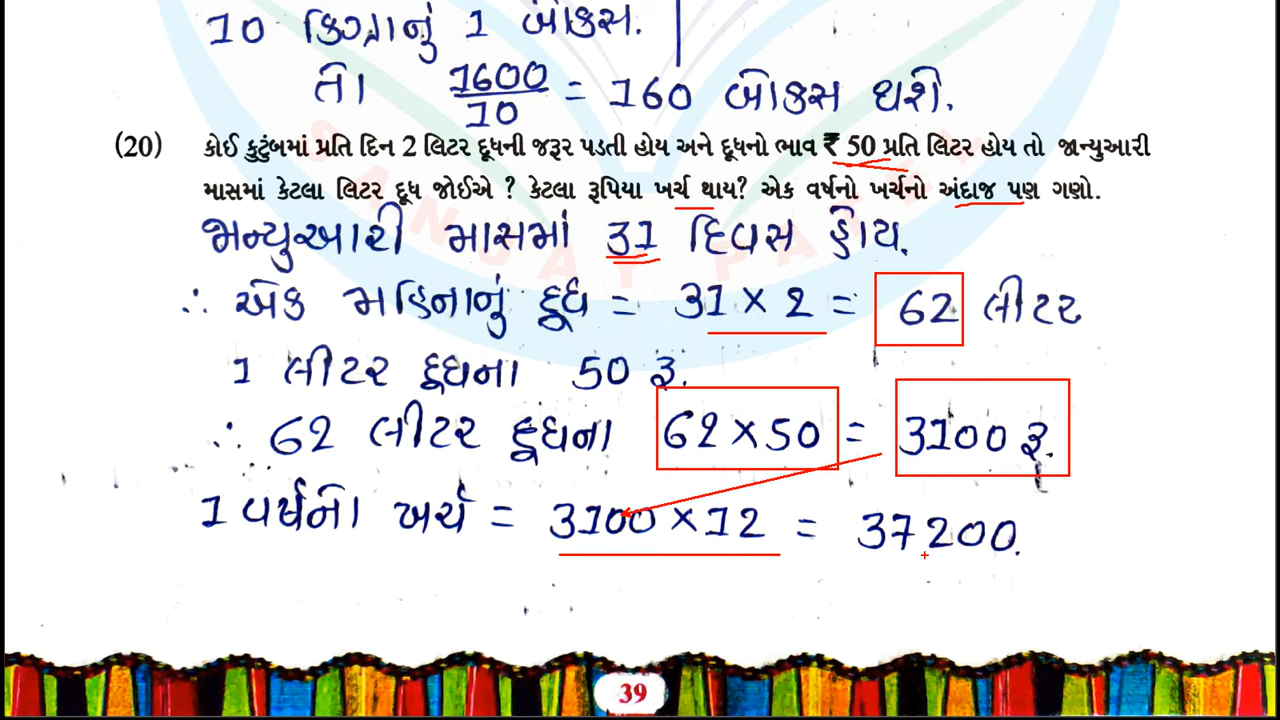 10 કિગ્રાનું 1 બોક્સ.
તો 1600/10 = 160 બોક્સ થશે.
(20) કોઈ કુટુંબમાં પ્રતિ દિન 2 લિટર દૂધની જરૂર પડતી હોય અને દૂધનો ભાવ ₹ 50 પ્રતિ લિટર હોય તો જાન્યુઆરી
માસમાં કેટલા લિટર દૂધ જોઈએ ? કેટલા રૂપિયા ખર્ચ થાય? એક વર્ષનો ખર્ચનો અંદાજ પણ ગણો.
જાન્યુઆરી માસમાં 31 દિવસ હોય.
∴ એક મહિનાનું દૂધ = 31 × 2 = 62 લીટર
1 લીટર દૂધના 50 રૂ.
∴ 62 લીટર દૂધના 62 × 50 = 3100 રૂ.
1 વર્ષનો ખર્ચ = 3100 × 12 = 37200.
SANJAY PATEL
39